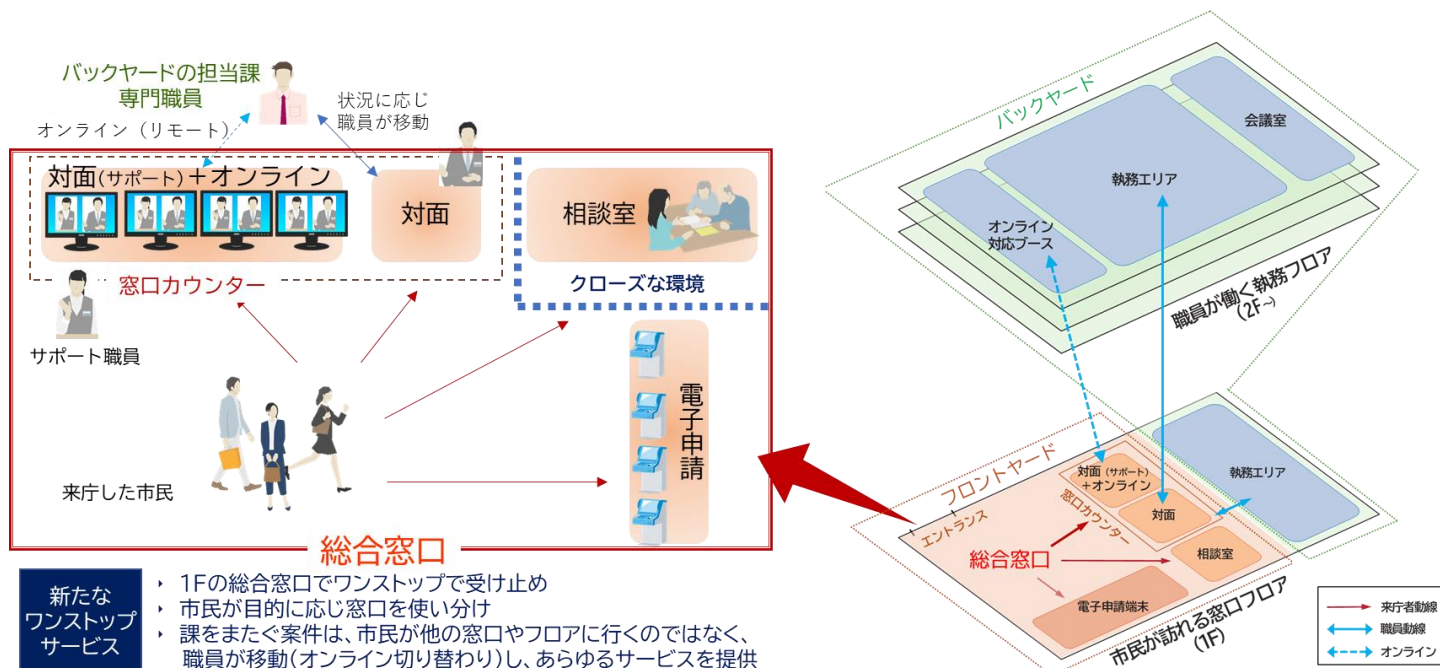 バックヤードの担当課
専門職員
オンライン（リモート）
状況に応じ
職員が移動
対面(サポート)＋オンライン
対面
相談室
窓口カウンター
クローズな環境
サポート職員
電子申請
来庁した市民
総合窓口
新たな
ワンストップ
サービス
‣ 1Fの総合窓口でワンストップで受け止め
‣ 市民が目的に応じ窓口を使い分け
‣ 課をまたぐ案件は、市民が他の窓口やフロアに行くのではなく、
職員が移動(オンライン切り替わり)し、あらゆるサービスを提供
バックヤード
会議室
執務エリア
オンライン
対応ブース
職員が働く執務フロア
(2F~)
フロントヤード
エントランス
対面（サポート）
＋オンライン
窓口カウンター
対面
執務エリア
総合窓口
相談室
電子申請端末
市民が訪れる窓口フロア
(1F)
来庁者動線
職員動線
オンライン